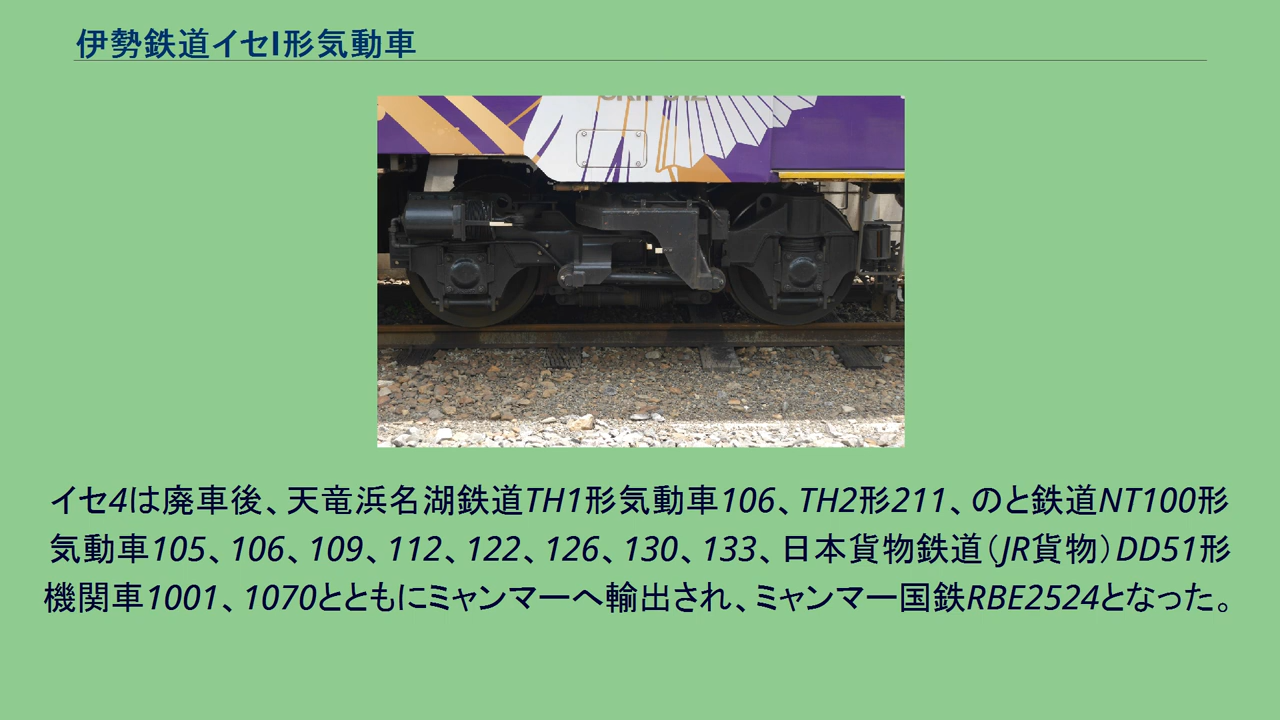 伊勢鉄道イセI形気動車
イセ4は廃車後、天竜浜名湖鉄道TH1形気動車106、TH2形211、のと鉄道NT100形
気動車105、106、109、112、122、126、130、133、日本貨物鉄道（JR貨物）DD51形
機関車1001、1070とともにミャンマーへ輸出され、ミャンマー国鉄RBE2524となった。